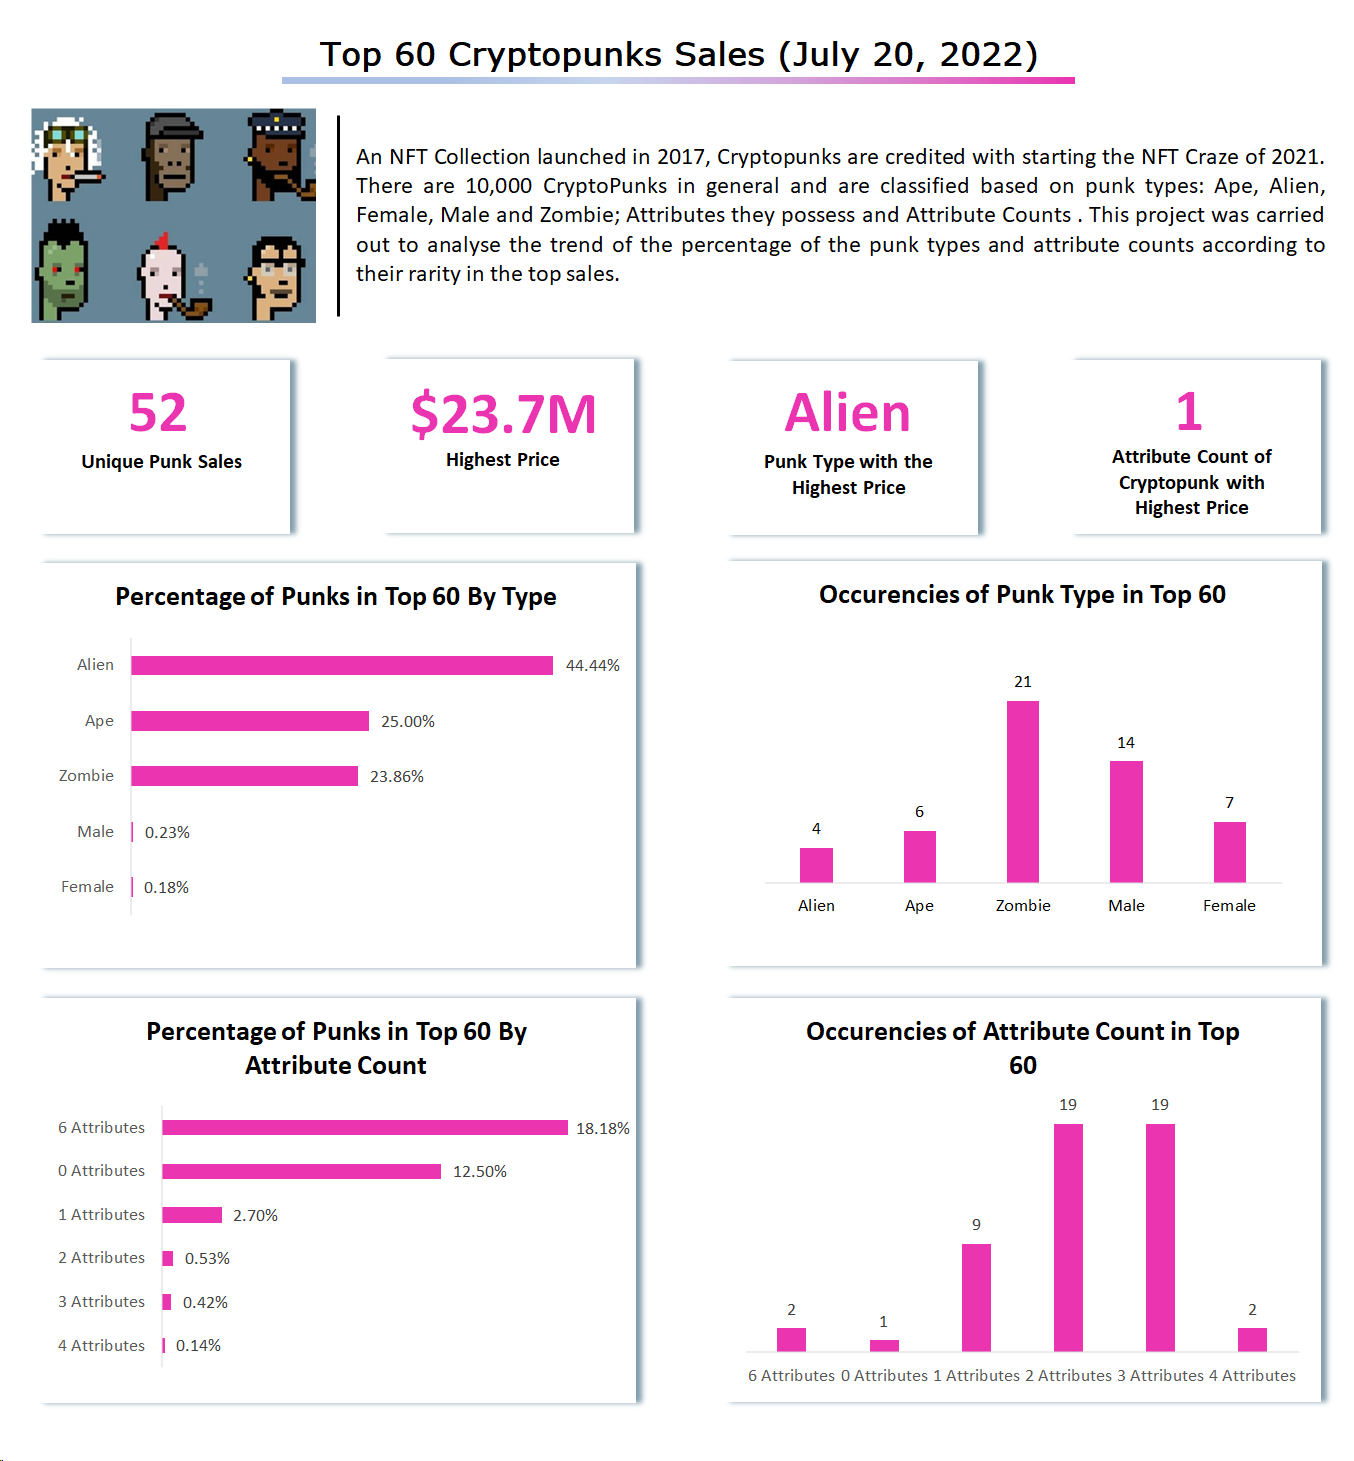 Top 60 Cryptopunks Sales (July 20, 2022)
An NFT Collection launched in 2017, Cryptopunks are credited with starting the NFT Craze of 2021.
There are 10,000 CryptoPunks in general and are classified based on punk types: Ape, Alien,
Female, Male and Zombie; Attributes they possess and Attribute Counts . This project was carried
out to analyse the trend of the percentage of the punk types and attribute counts according to
their rarity in the top sales.
52
Unique Punk Sales
$23.7M
Highest Price
Alien
Punk Type with the
Highest Price
1
Attribute Count of
Cryptopunk with
Highest Price
Percentage of Punks in Top 60 By Type
Alien 44.44%
Ape 25.00%
Zombie 23.86%
Male 0.23%
Female 0.18%
Occurencies of Punk Type in Top 60
4 6 21 14 7
Alien Ape Zombie Male Female
Percentage of Punks in Top 60 By
Attribute Count
6 Attributes 18.18%
0 Attributes 12.50%
1 Attributes 2.70%
2 Attributes 0.53%
3 Attributes 0.42%
4 Attributes 0.14%
Occurencies of Attribute Count in Top
60
2 1 9 19 19 2
6 Attributes 0 Attributes 1 Attributes 2 Attributes 3 Attributes 4 Attributes